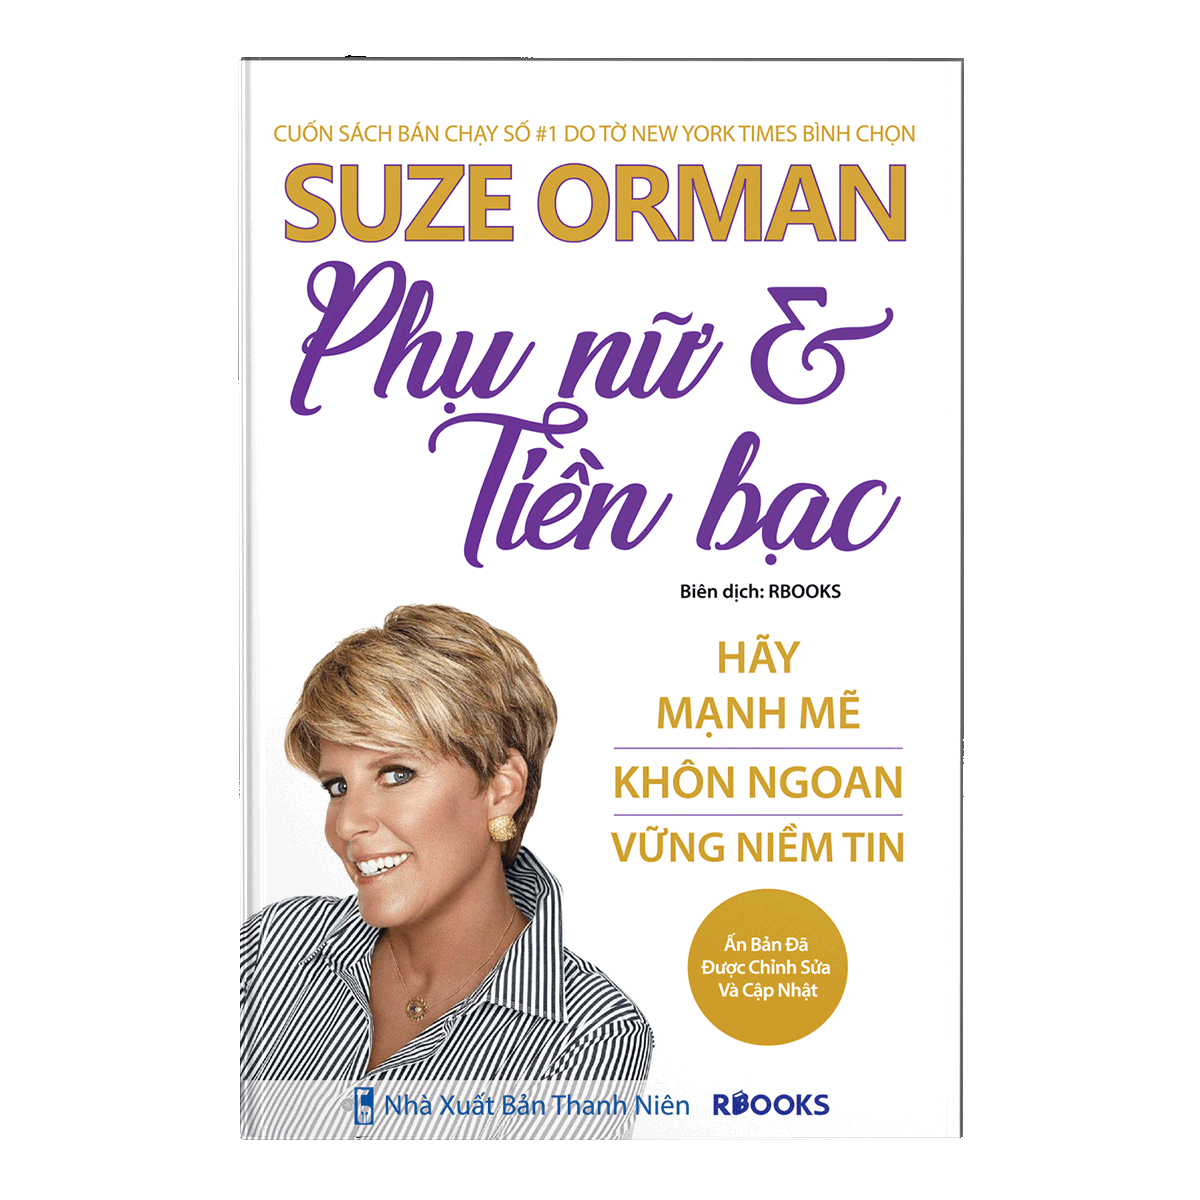 CUỐN SÁCH BÁN CHẠY SỐ #1 DO TỜ NEW YORK TIMES BÌNH CHỌN
SUZE ORMAN
Phụ nữ &
Tiền bạc
Biên dịch: RBOOKS
HÃY
MẠNH MẼ
KHÔN NGOAN
VỮNG NIỀM TIN
Ấn Bản Đã
Được Chỉnh Sửa
Và Cập Nhật
Nhà Xuất Bản Thanh Niên RBOOKS